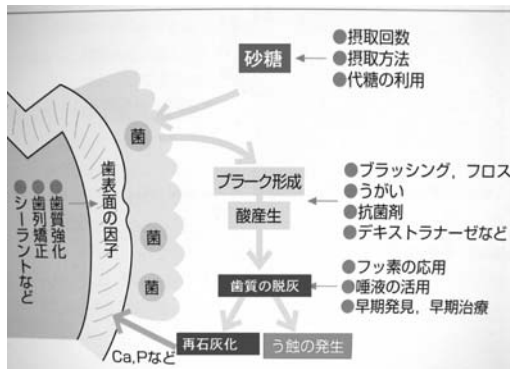 砂糖
●摂取回数
●摂取方法
●代糖の利用
菌
歯表面の因子
●歯質強化
●歯列矯正
●シーラントなど
プラーク形成
酸産生
●ブラッシング，フロス
●うがい
●抗菌剤
●デキストラナーゼなど
菌
菌
歯質の脱灰
●フッ素の応用
●唾液の活用
●早期発見，早期治療
再石灰化
う蝕の発生
Ca,Pなど